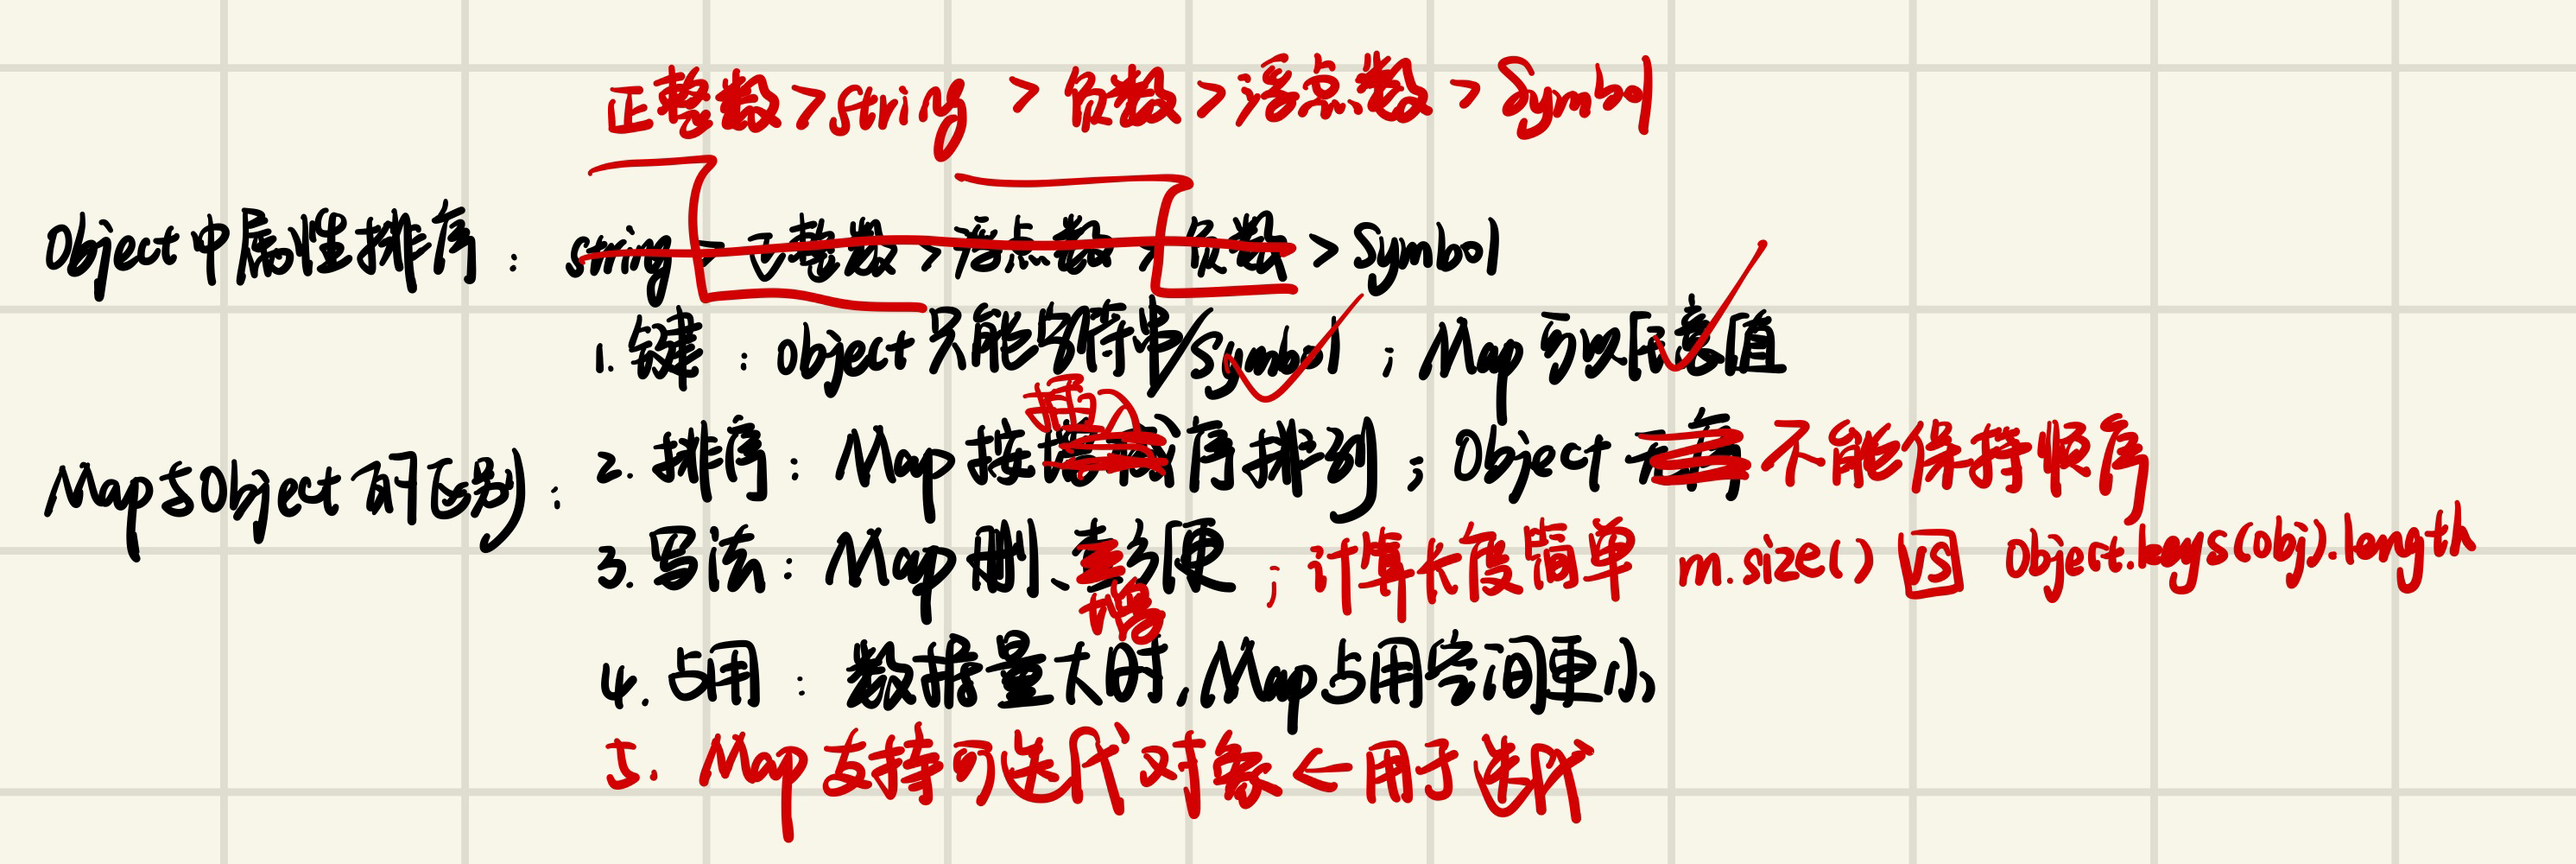 正整数 > string > 负数 > 浮点数 > Symbol
Object中属性排序： string > 正整数 > 浮点数 > 负数 > Symbol
1. 键：object只能字符串/Symbol；Map可以任意值
插入
Map与Object的区别：
2. 排序：Map按序排列；Object 无序 不能保持顺序
3. 写法：Map删、查方便；计算长度简单 m.size() VS Object.keys(obj).length
增
4. 占用：数据量大时,Map占用空间更小
5. Map支持可迭代对象←用于迭代